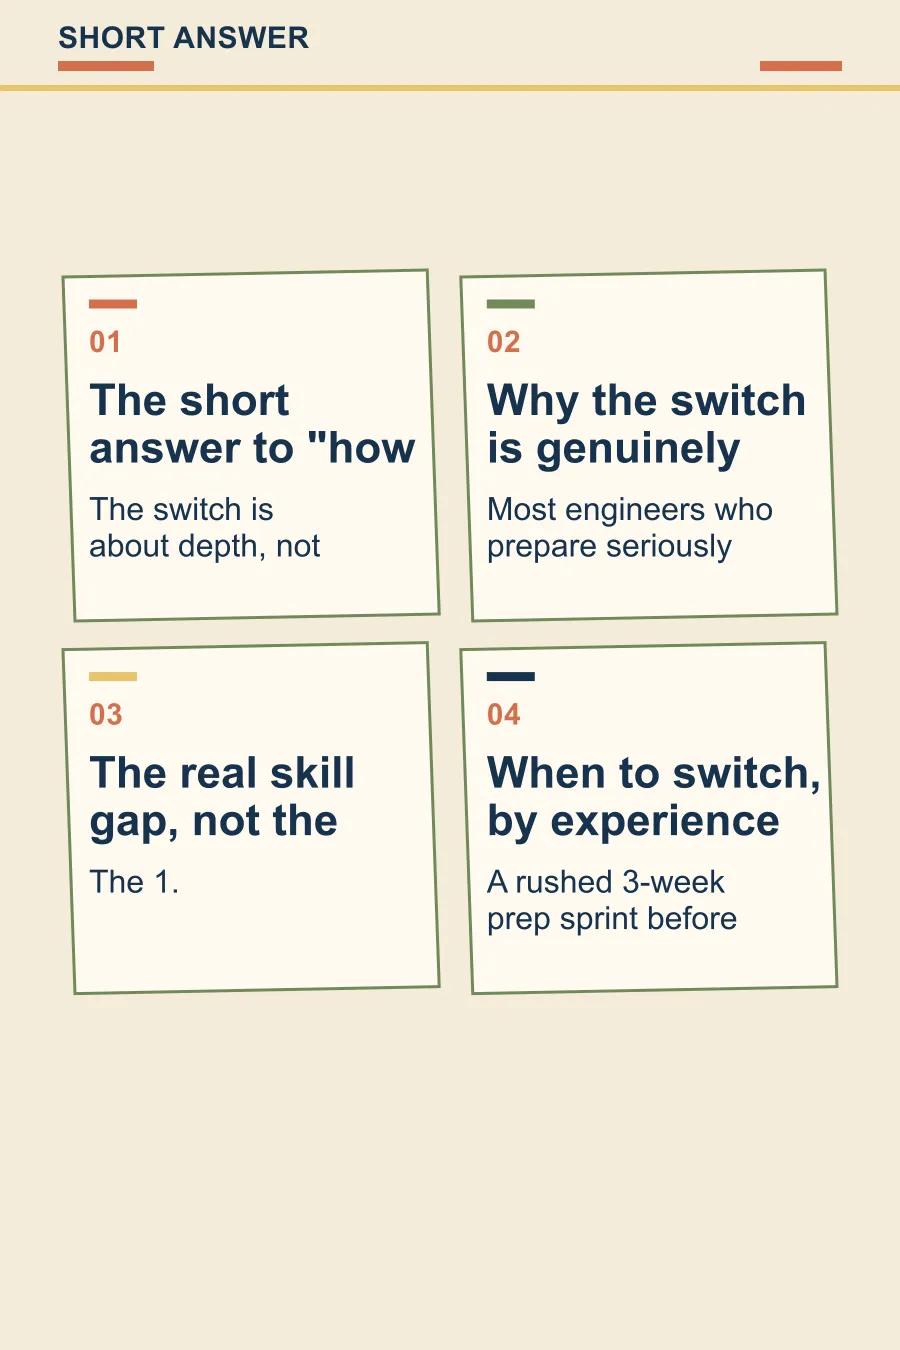 SHORT ANSWER
01
The short
answer to "how
The switch is
about depth, not
02
Why the switch
is genuinely
Most engineers who
prepare seriously
03
The real skill
gap, not the
The 1.
04
When to switch,
by experience
A rushed 3-week
prep sprint before